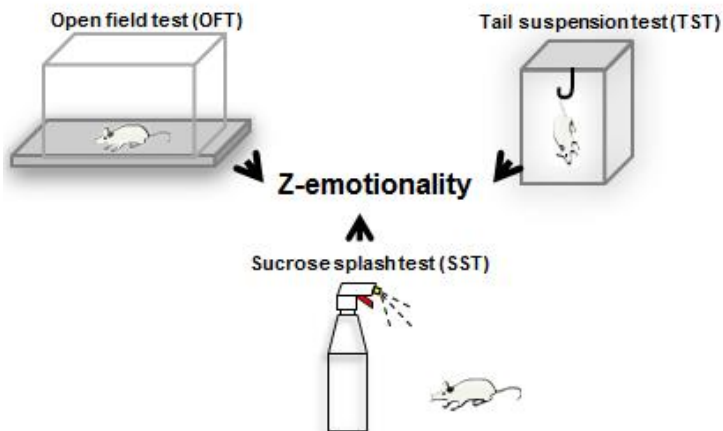 Open field test (OFT)
Tail suspension test (TST)
Z-emotionality
Sucrose splash test (SST)